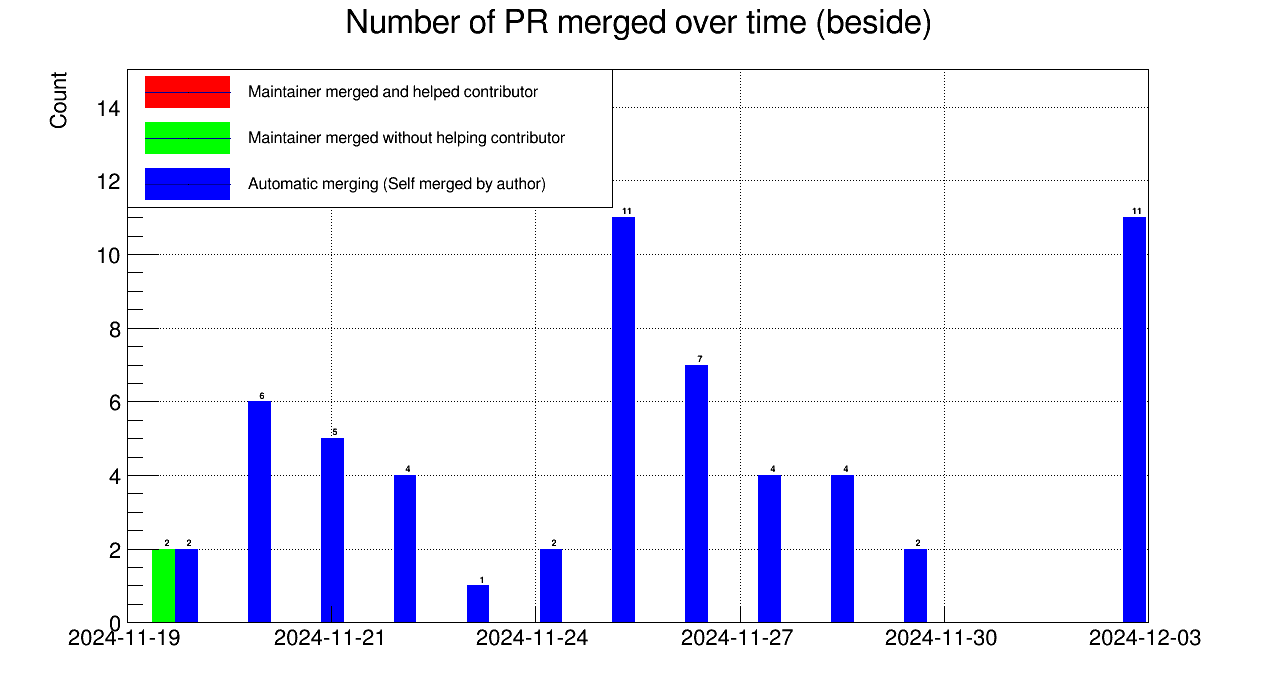 Number of PR merged over time (beside)
Count
Maintainer merged and helped contributor
Maintainer merged without helping contributor
Automatic merging (Self merged by author)
14
12
10
8
6
4
2
0
2 2 6 5 4 1 2 11 7 4 4 2 11
2024-11-19 2024-11-21 2024-11-24 2024-11-27 2024-11-30 2024-12-03